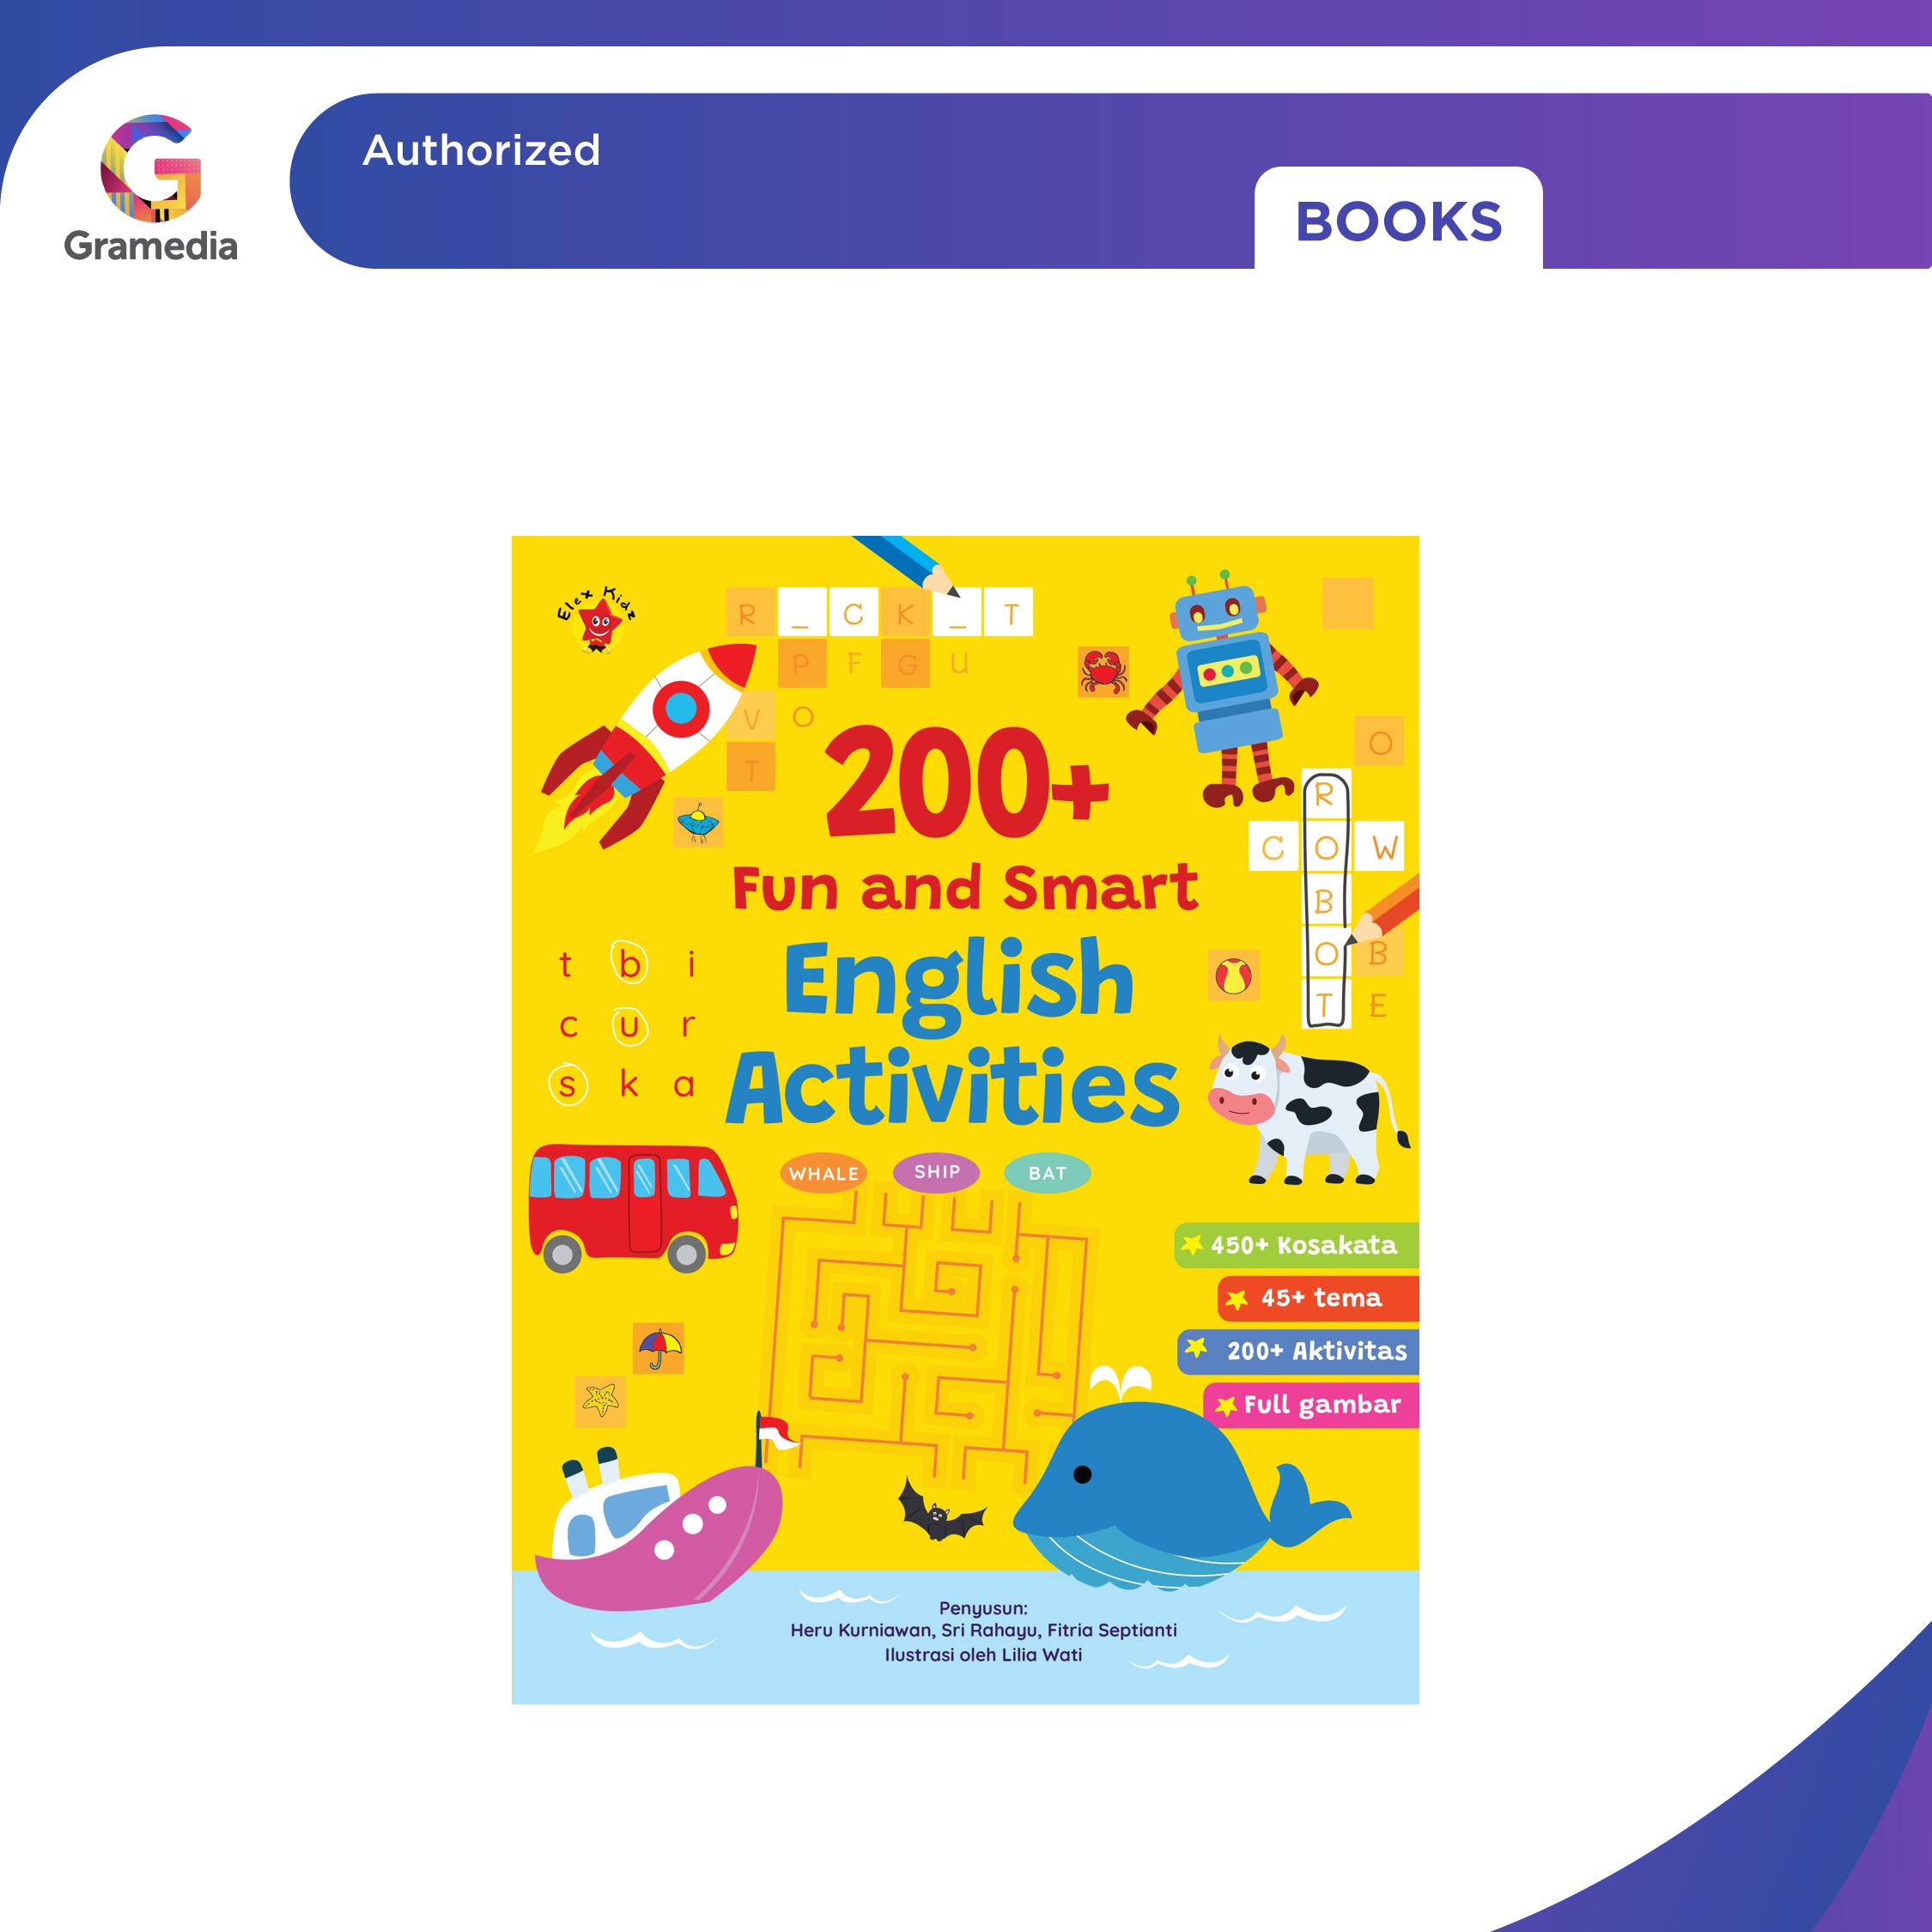 Gramedia
Authorized
BOOKS
Elex Kidz
R _ C K _ T
P F G U
V O
T
200+
Fun and Smart
English
Activities
O
R
C O W
B
O B
T E
t b i
c u r
s k a
WHALE SHIP BAT
450+ Kosakata
45+ tema
200+ Aktivitas
Full gambar
Penyusun:
Heru Kurniawan, Sri Rahayu, Fitria Septianti
Ilustrasi oleh Lilia Wati